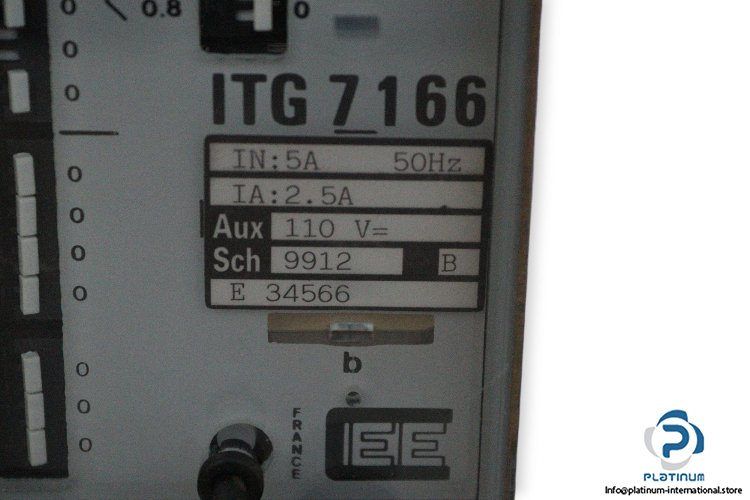 0 0.8 0
0
0
ITG 7166
IN:5A 50Hz
IA:2.5A
Aux 110 V=
Sch 9912 B
E 34566
0
0
0
0
b
0
0
0
FRANCE
CEE
PLATINUM
Info@platinum-international.store